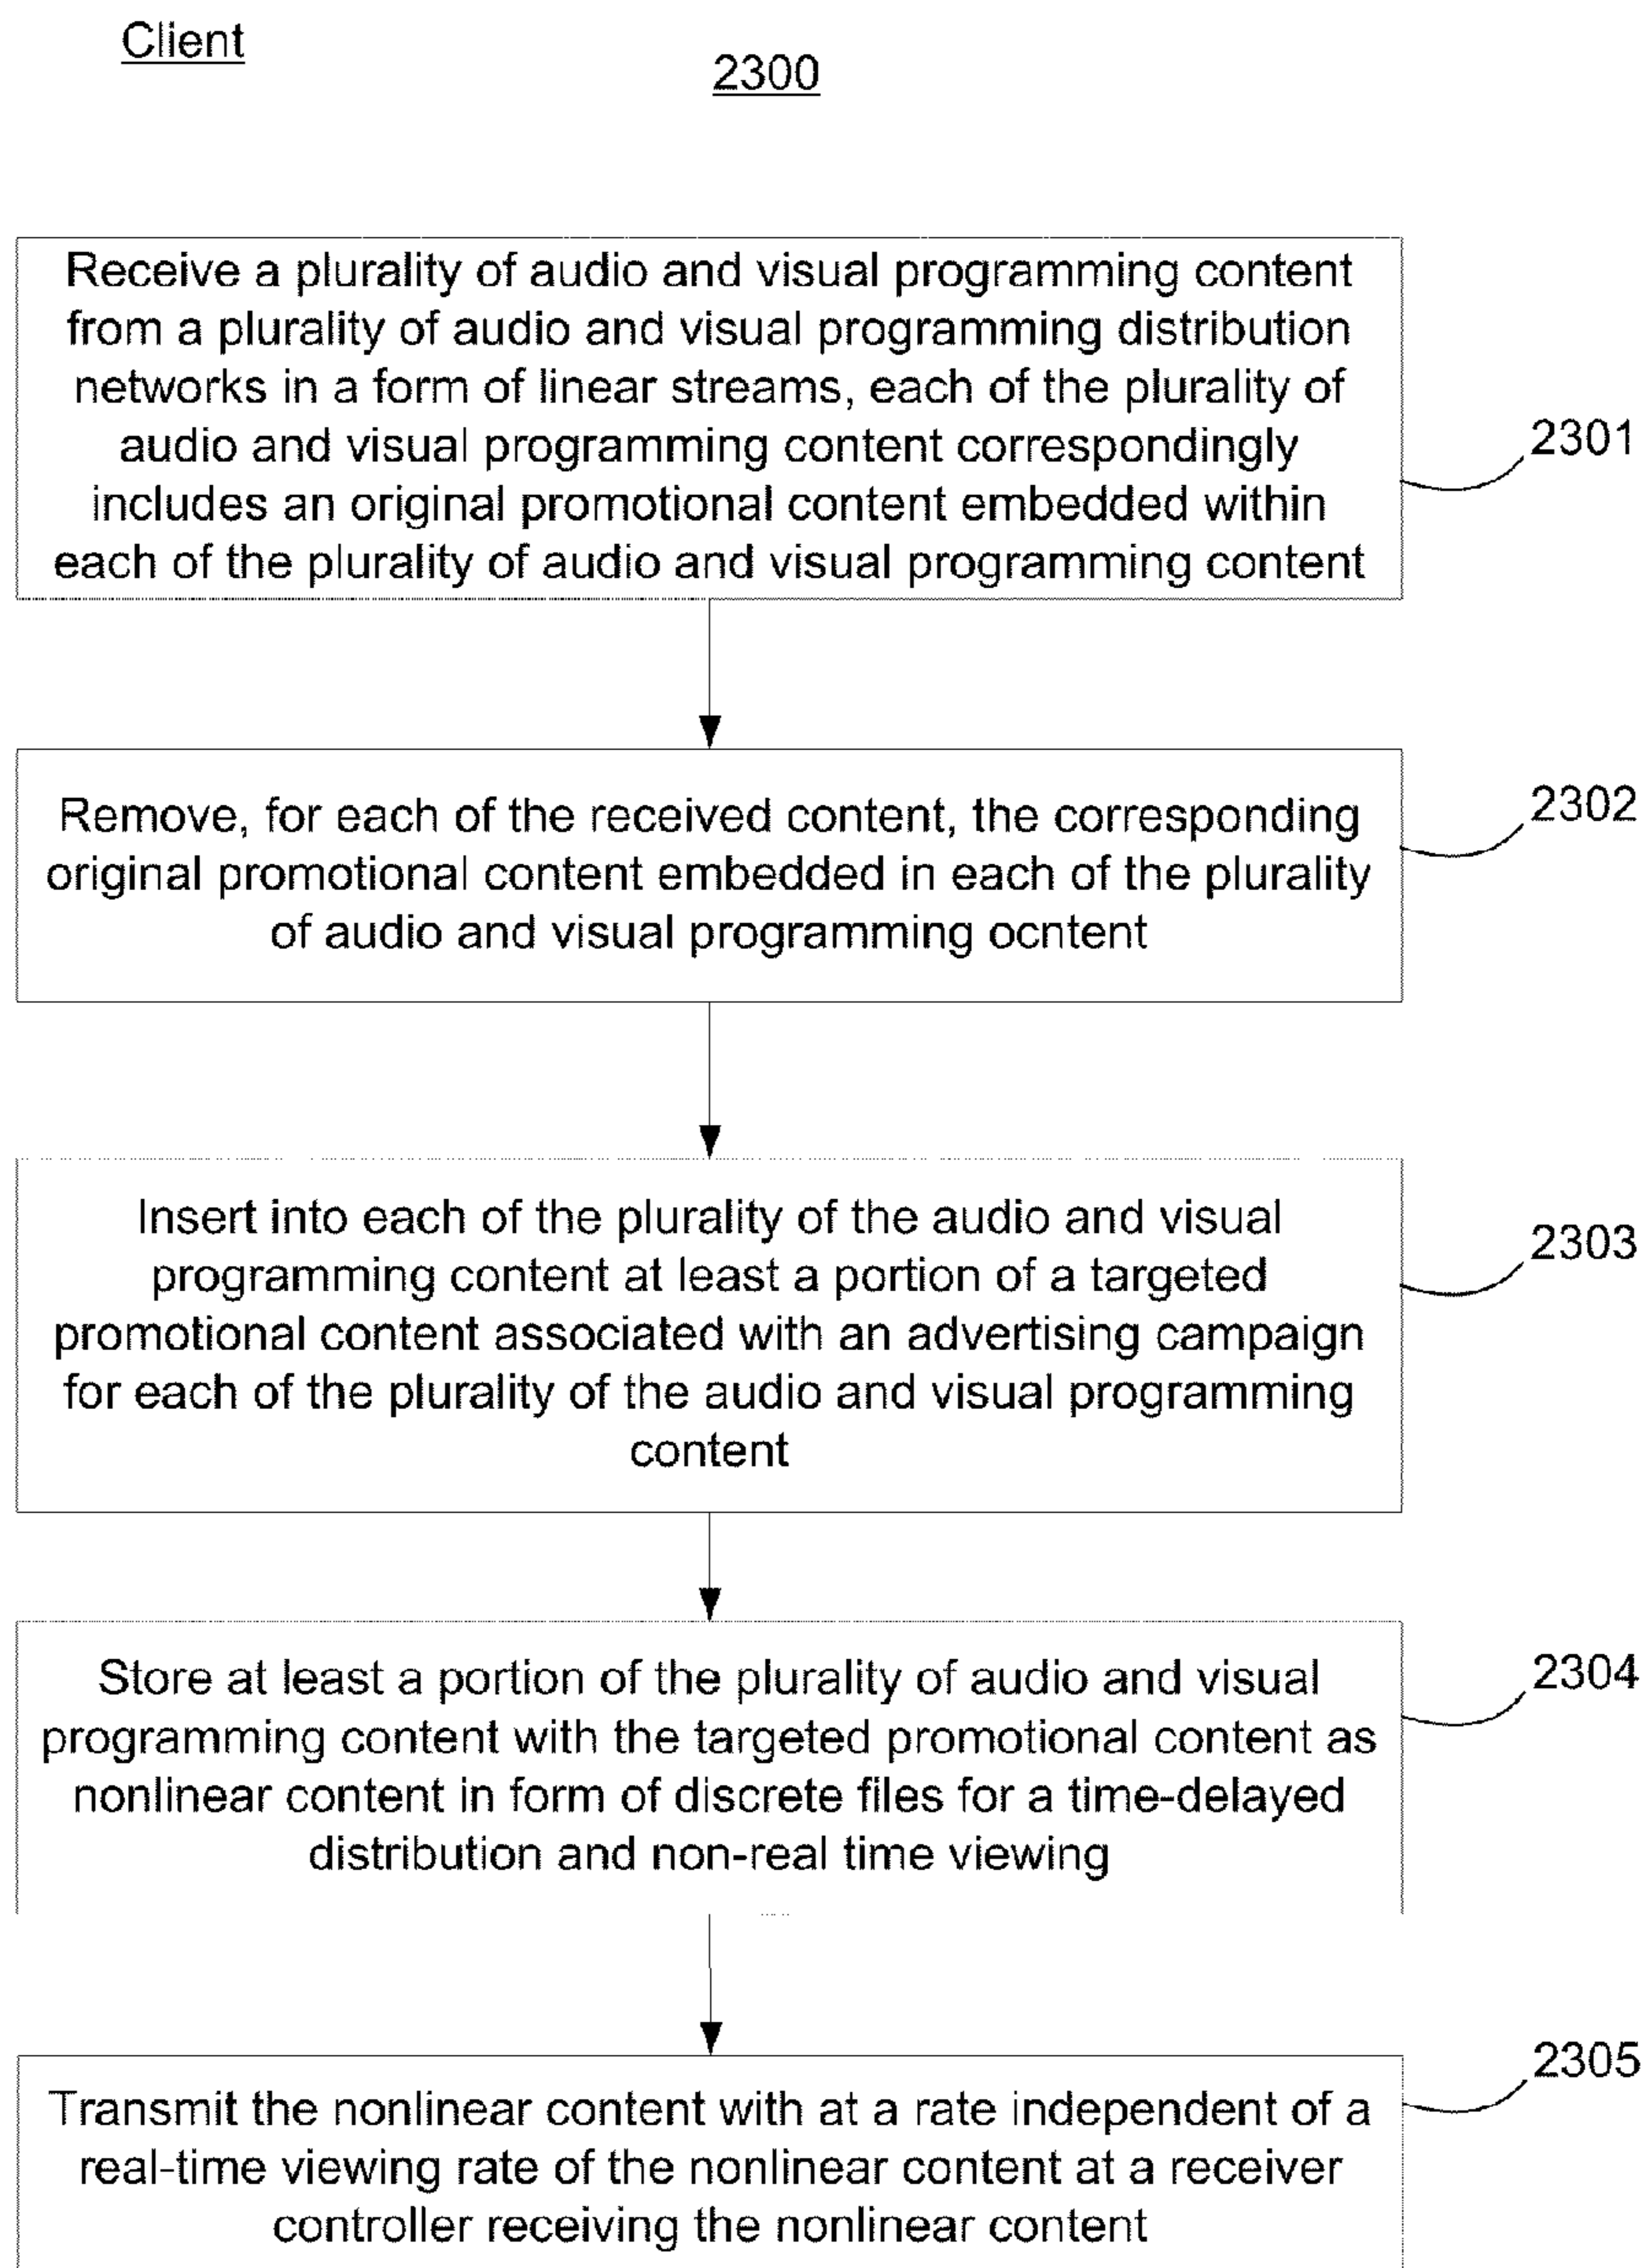 Client
2300
Receive a plurality of audio and visual programming content
from a plurality of audio and visual programming distribution
networks in a form of linear streams, each of the plurality of
audio and visual programming content correspondingly
includes an original promotional content embedded within
each of the plurality of audio and visual programming content
2301
Remove, for each of the received content, the corresponding
original promotional content embedded in each of the plurality
of audio and visual programming ocntent
2302
Insert into each of the plurality of the audio and visual
programming content at least a portion of a targeted
promotional content associated with an advertising campaign
for each of the plurality of the audio and visual programming
content
2303
Store at least a portion of the plurality of audio and visual
programming content with the targeted promotional content as
nonlinear content in form of discrete files for a time-delayed
distribution and non-real time viewing
2304
Transmit the nonlinear content with at a rate independent of a
real-time viewing rate of the nonlinear content at a receiver
controller receiving the nonlinear content
2305